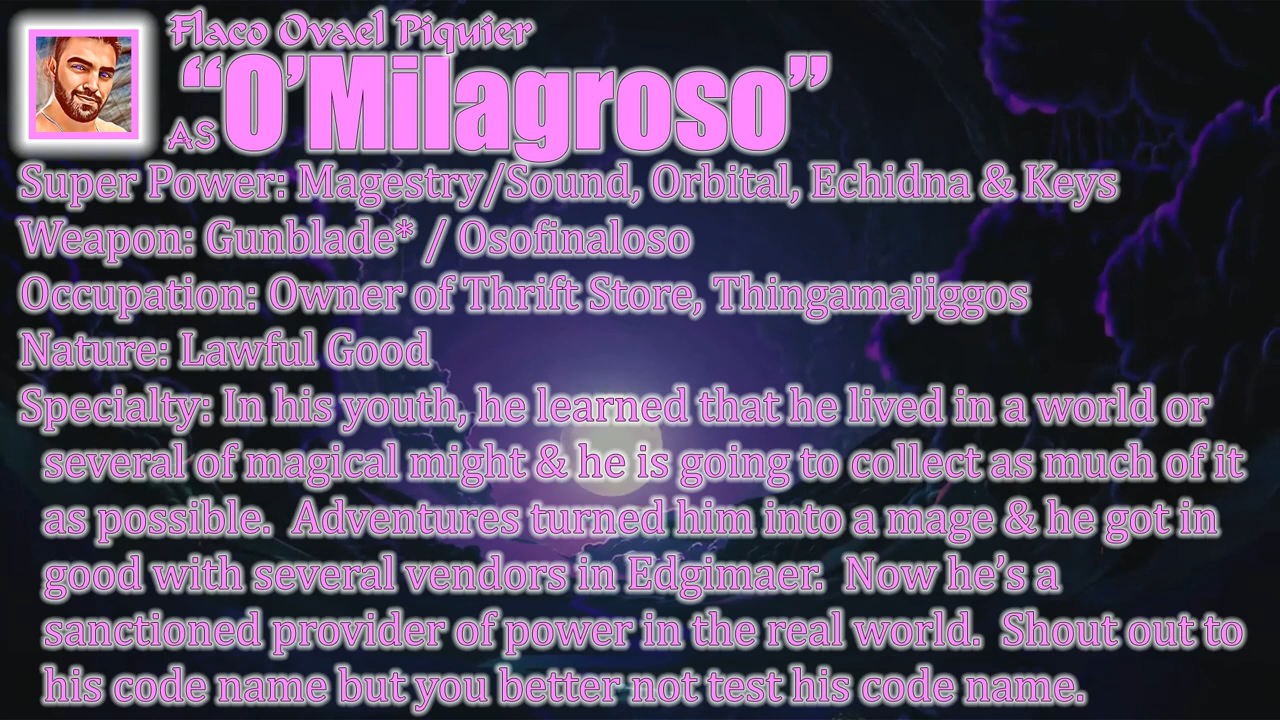 Flaco Ovael Piquier
AS “O’Milagroso”
Super Power: Magestry/Sound, Orbital, Echidna & Keys
Weapon: Gunblade* / Osofinaloso
Occupation: Owner of Thrift Store, Thingamajiggos
Nature: Lawful Good
Specialty: In his youth, he learned that he lived in a world or
several of magical might & he is going to collect as much of it
as possible.  Adventures turned him into a mage & he got in
good with several vendors in Edgimaer.  Now he’s a
sanctioned provider of power in the real world.  Shout out to
his code name but you better not test his code name.